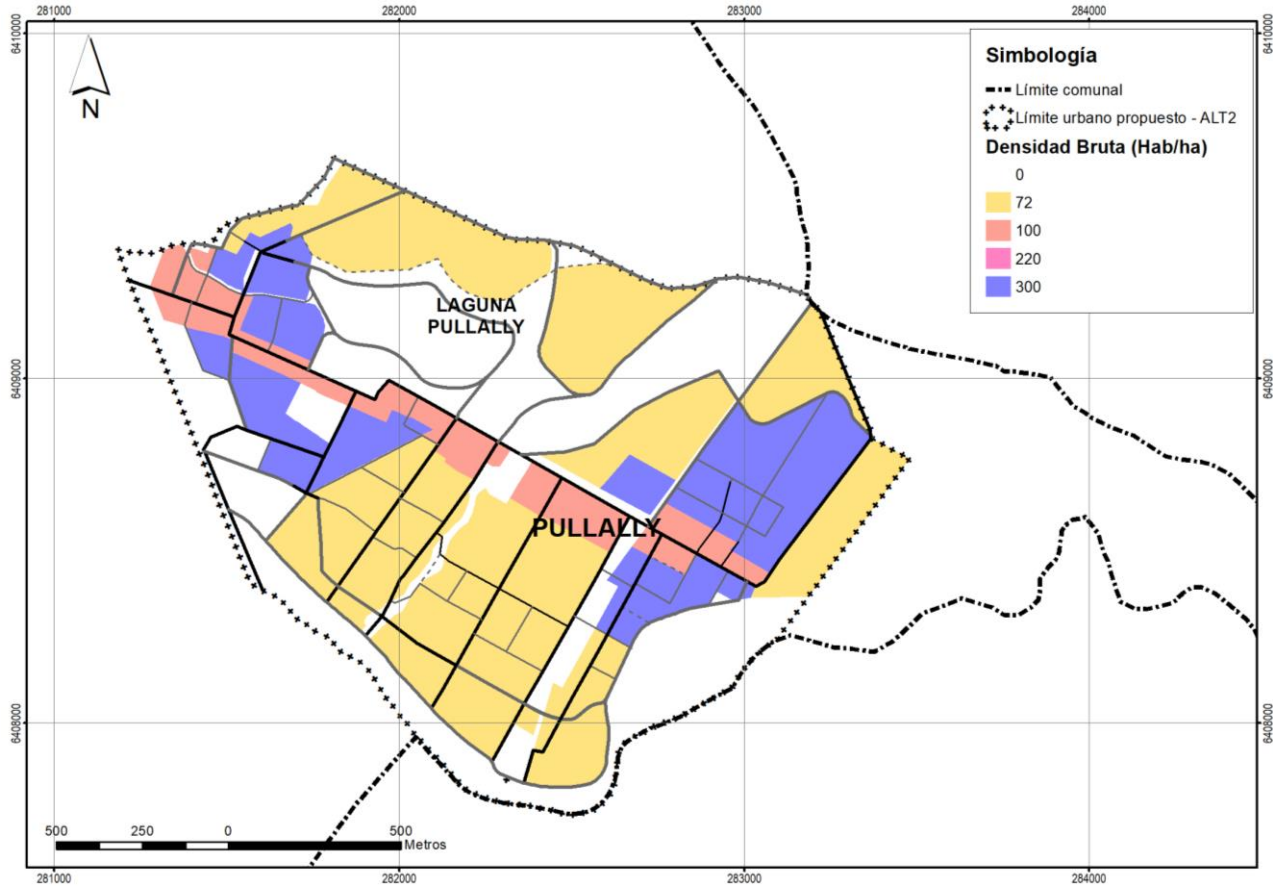 281000
282000
283000
284000
6410000
6410000
N
Simbología
Límite comunal
Límite urbano propuesto - ALT2
Densidad Bruta (Hab/ha)
0
72
100
220
300
LAGUNA
PULLALLY
6409000
6409000
PULLALLY
6408000
6408000
500
250
0
500
Metros
281000
282000
283000
284000